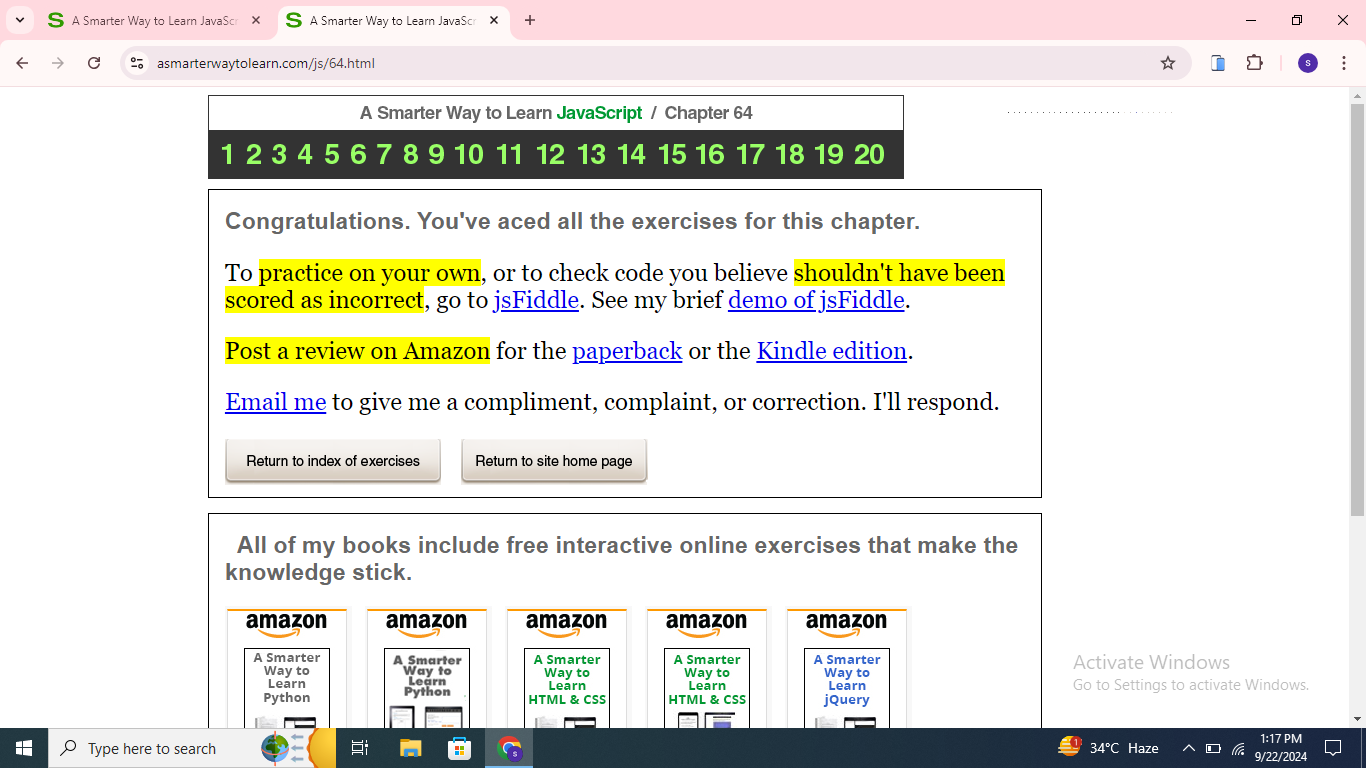 A Smarter Way to Learn JavaSc
A Smarter Way to Learn JavaSc
asmarterwaytolearn.com/js/64.html
S
A Smarter Way to Learn JavaScript / Chapter 64
1 2 3 4 5 6 7 8 9 10 11 12 13 14 15 16 17 18 19 20
Congratulations. You've aced all the exercises for this chapter.
To practice on your own, or to check code you believe shouldn't have been
scored as incorrect, go to jsFiddle. See my brief demo of jsFiddle.
Post a review on Amazon for the paperback or the Kindle edition.
Email me to give me a compliment, complaint, or correction. I'll respond.
Return to index of exercises
Return to site home page
All of my books include free interactive online exercises that make the
knowledge stick.
amazon
A Smarter
Way to
Learn
Python
amazon
A Smarter
Way to
Learn
Python
amazon
A Smarter
Way to
Learn
HTML & CSS
amazon
A Smarter
Way to
Learn
HTML & CSS
amazon
A Smarter
Way to
Learn
jQuery
Activate Windows
Go to Settings to activate Windows.
Type here to search
S
1
34°C Haze
1:17 PM
9/22/2024